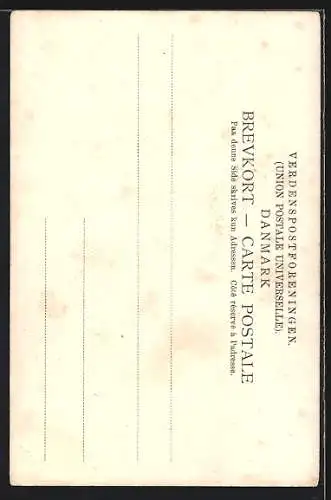 VERDENSPOSTFORENINGEN.
(UNION POSTALE UNIVERSELLE).
DANMARK
BREVKORT — CARTE POSTALE
Paa denne Side skrives kun Adressen. Côté réservé à l'adresse.